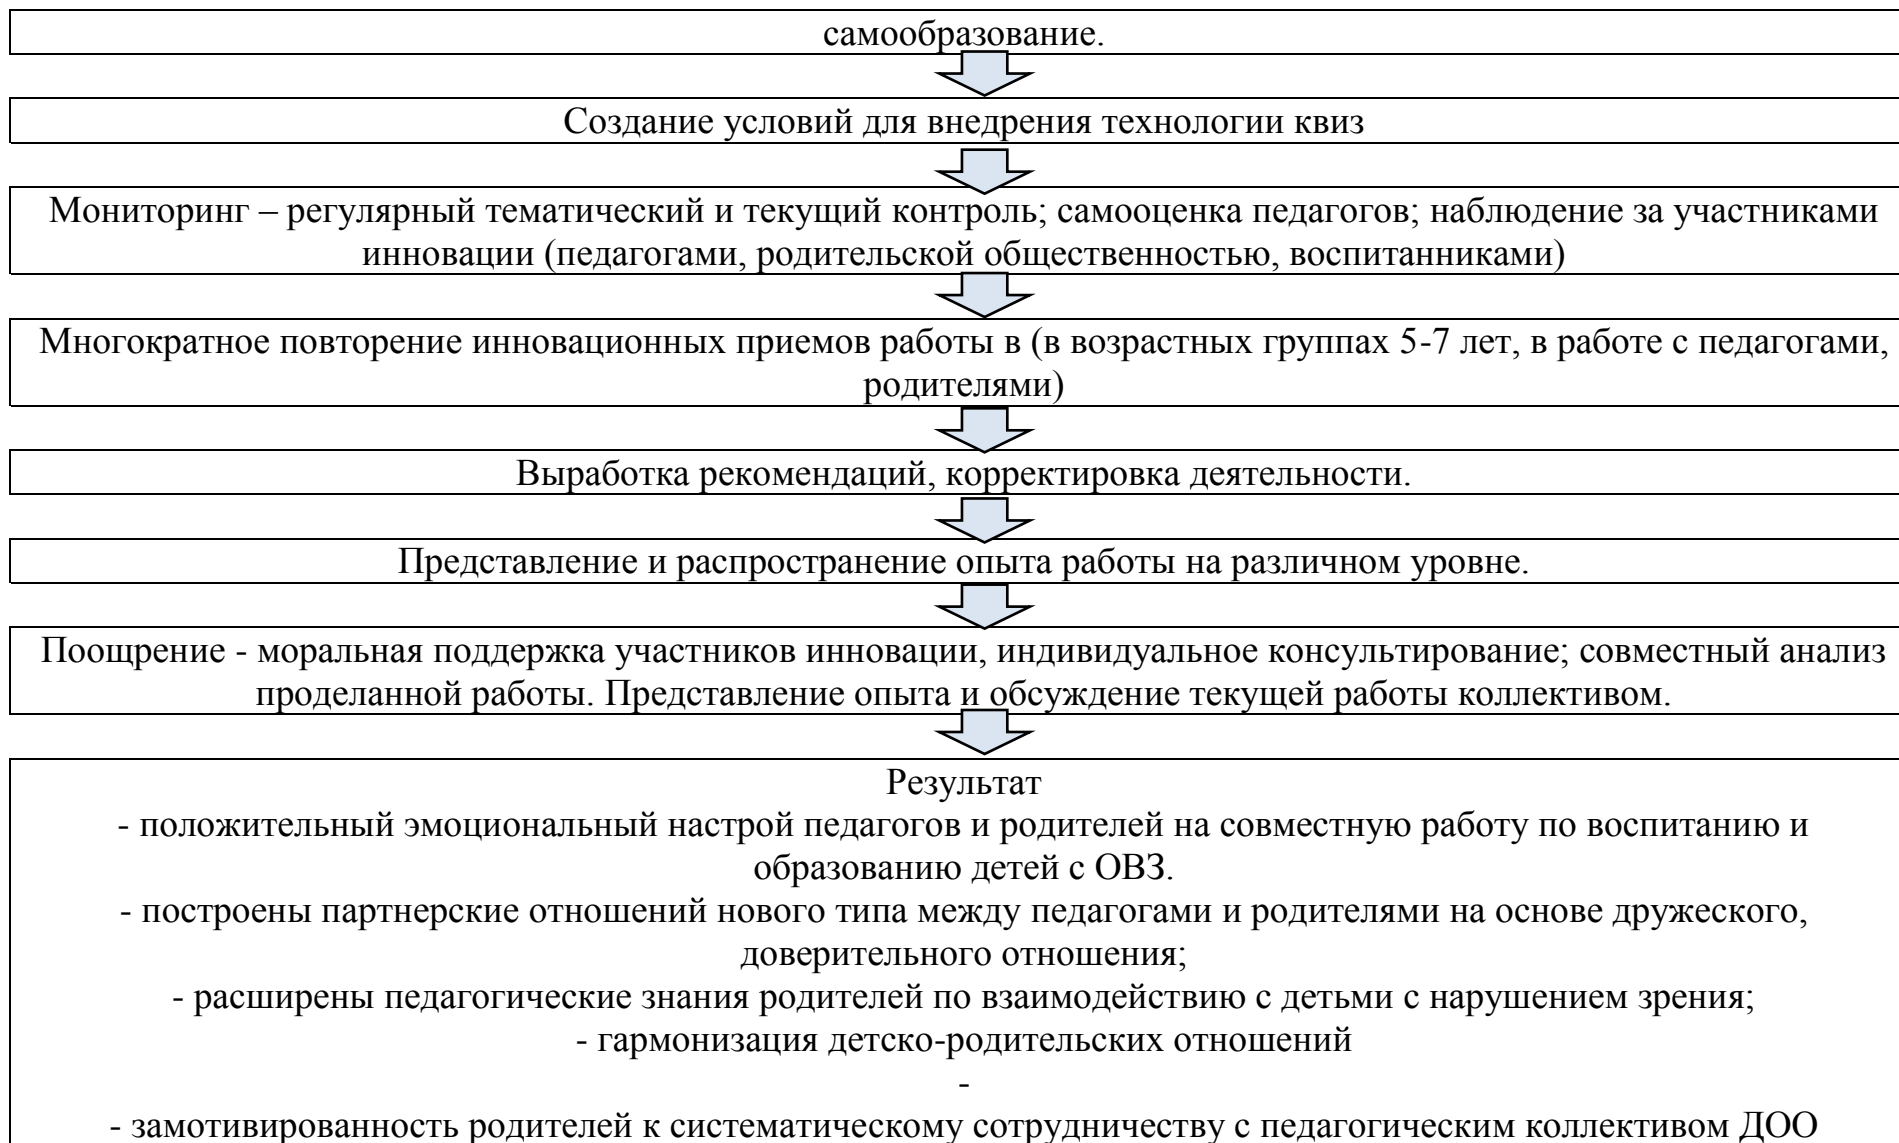 самообразование.
Создание условий для внедрения технологии квиз
Мониторинг – регулярный тематический и текущий контроль; самооценка педагогов; наблюдение за участниками
инновации (педагогами, родительской общественностью, воспитанниками)
Многократное повторение инновационных приемов работы в (в возрастных группах 5-7 лет, в работе с педагогами,
родителями)
Выработка рекомендаций, корректировка деятельности.
Представление и распространение опыта работы на различном уровне.
Поощрение - моральная поддержка участников инновации, индивидуальное консультирование; совместный анализ
проделанной работы. Представление опыта и обсуждение текущей работы коллективом.
Результат
- положительный эмоциональный настрой педагогов и родителей на совместную работу по воспитанию и
образованию детей с ОВЗ.
- построены партнерские отношений нового типа между педагогами и родителями на основе дружеского,
доверительного отношения;
- расширены педагогические знания родителей по взаимодействию с детьми с нарушением зрения;
- гармонизация детско-родительских отношений
-
- замотивированность родителей к систематическому сотрудничеству с педагогическим коллективом ДОО